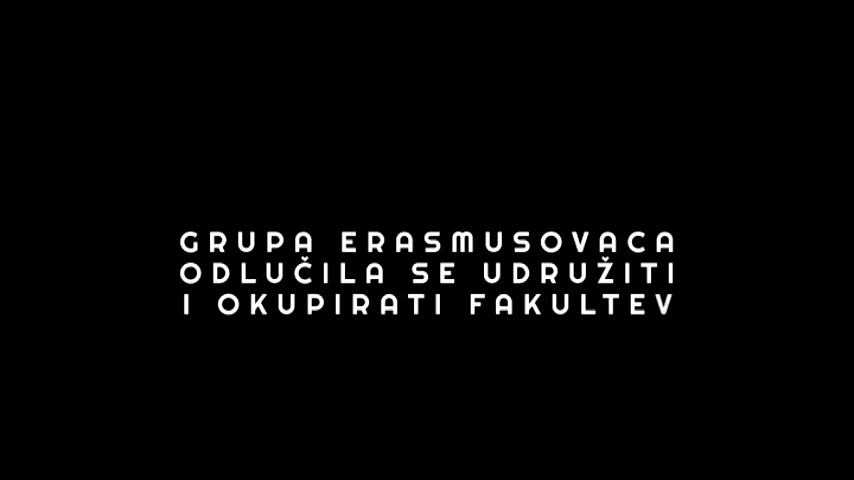 GRUPA ERASMUSOVACA
ODLUČILA SE UDRUŽITI
I OKUPIRATI FAKULTEV